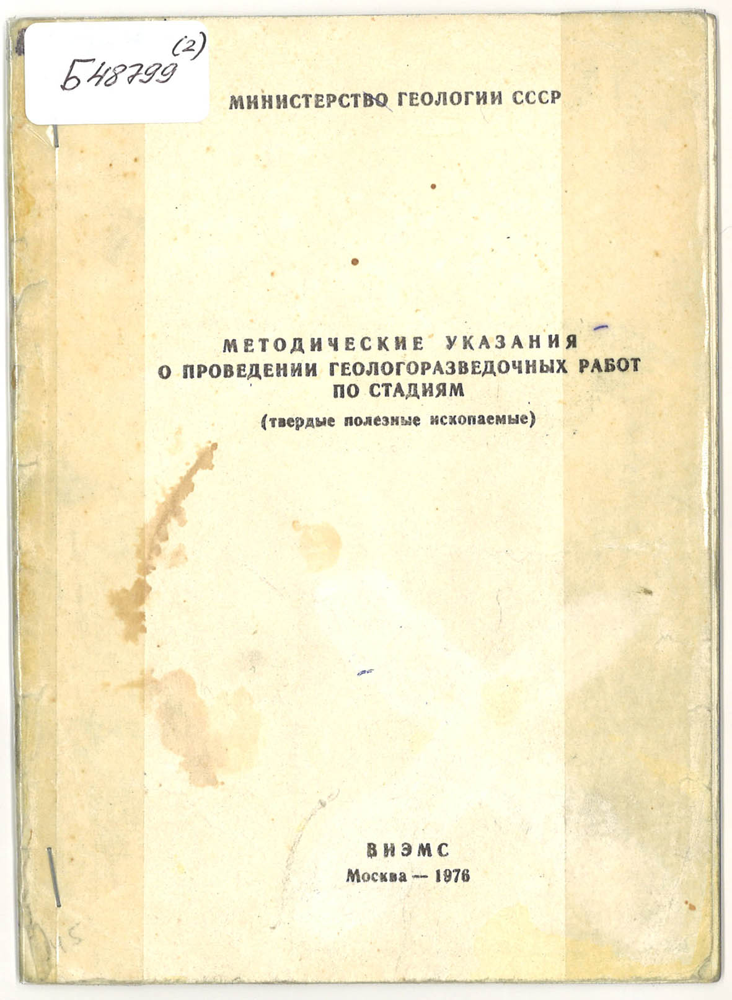 (2)
Б48799
МИНИСТЕРСТВО ГЕОЛОГИИ СССР
МЕТОДИЧЕСКИЕ УКАЗАНИЯ
О ПРОВЕДЕНИИ ГЕОЛОГОРАЗВЕДОЧНЫХ РАБОТ
ПО СТАДИЯМ
(твердые полезные ископаемые)
ВИЭМС
Москва — 1976